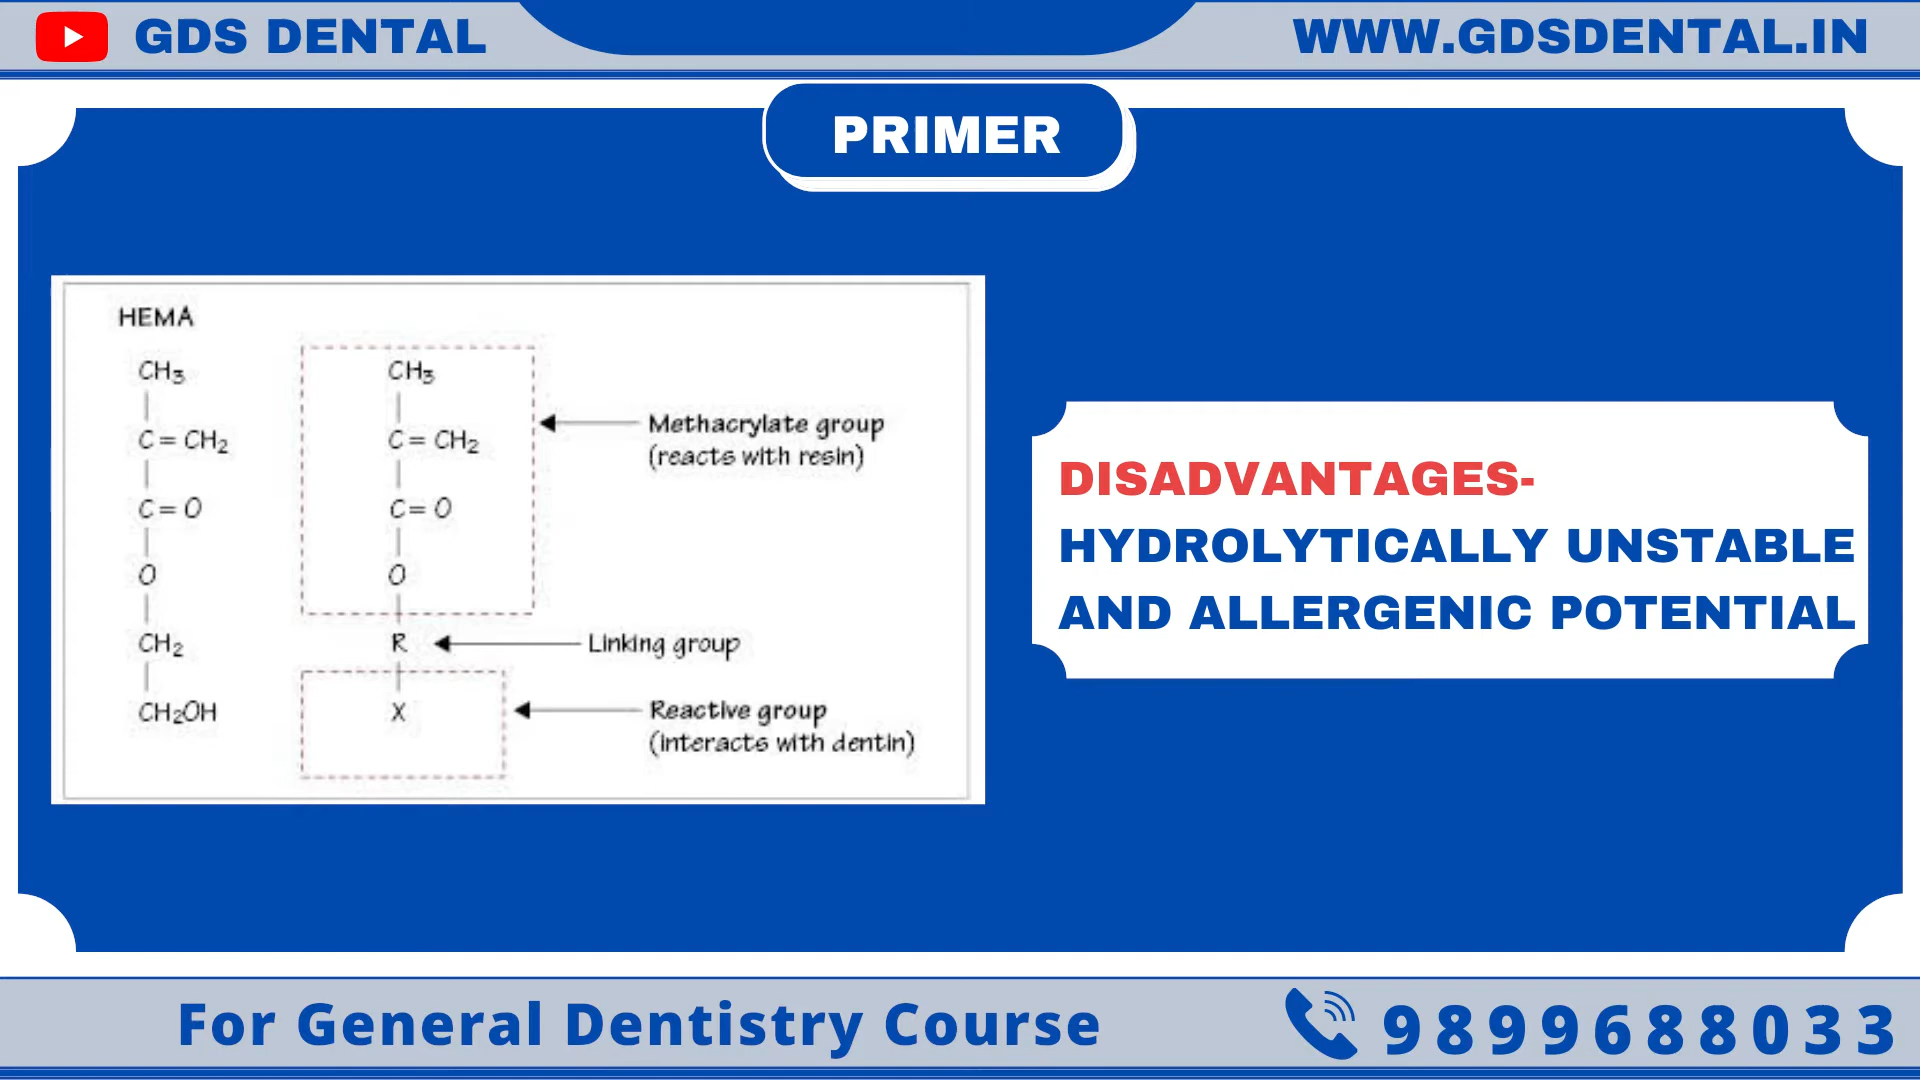 GDS DENTAL
WWW.GDSDENTAL.IN
PRIMER
HEMA
CH3
C = CH2
C = O
O
CH2
CH2OH
CH3
C = CH2
C = O
O
R
X
Methacrylate group
(reacts with resin)
Linking group
Reactive group
(interacts with dentin)
DISADVANTAGES-
HYDROLYTICALLY UNSTABLE
AND ALLERGENIC POTENTIAL
For General Dentistry Course
9899688033